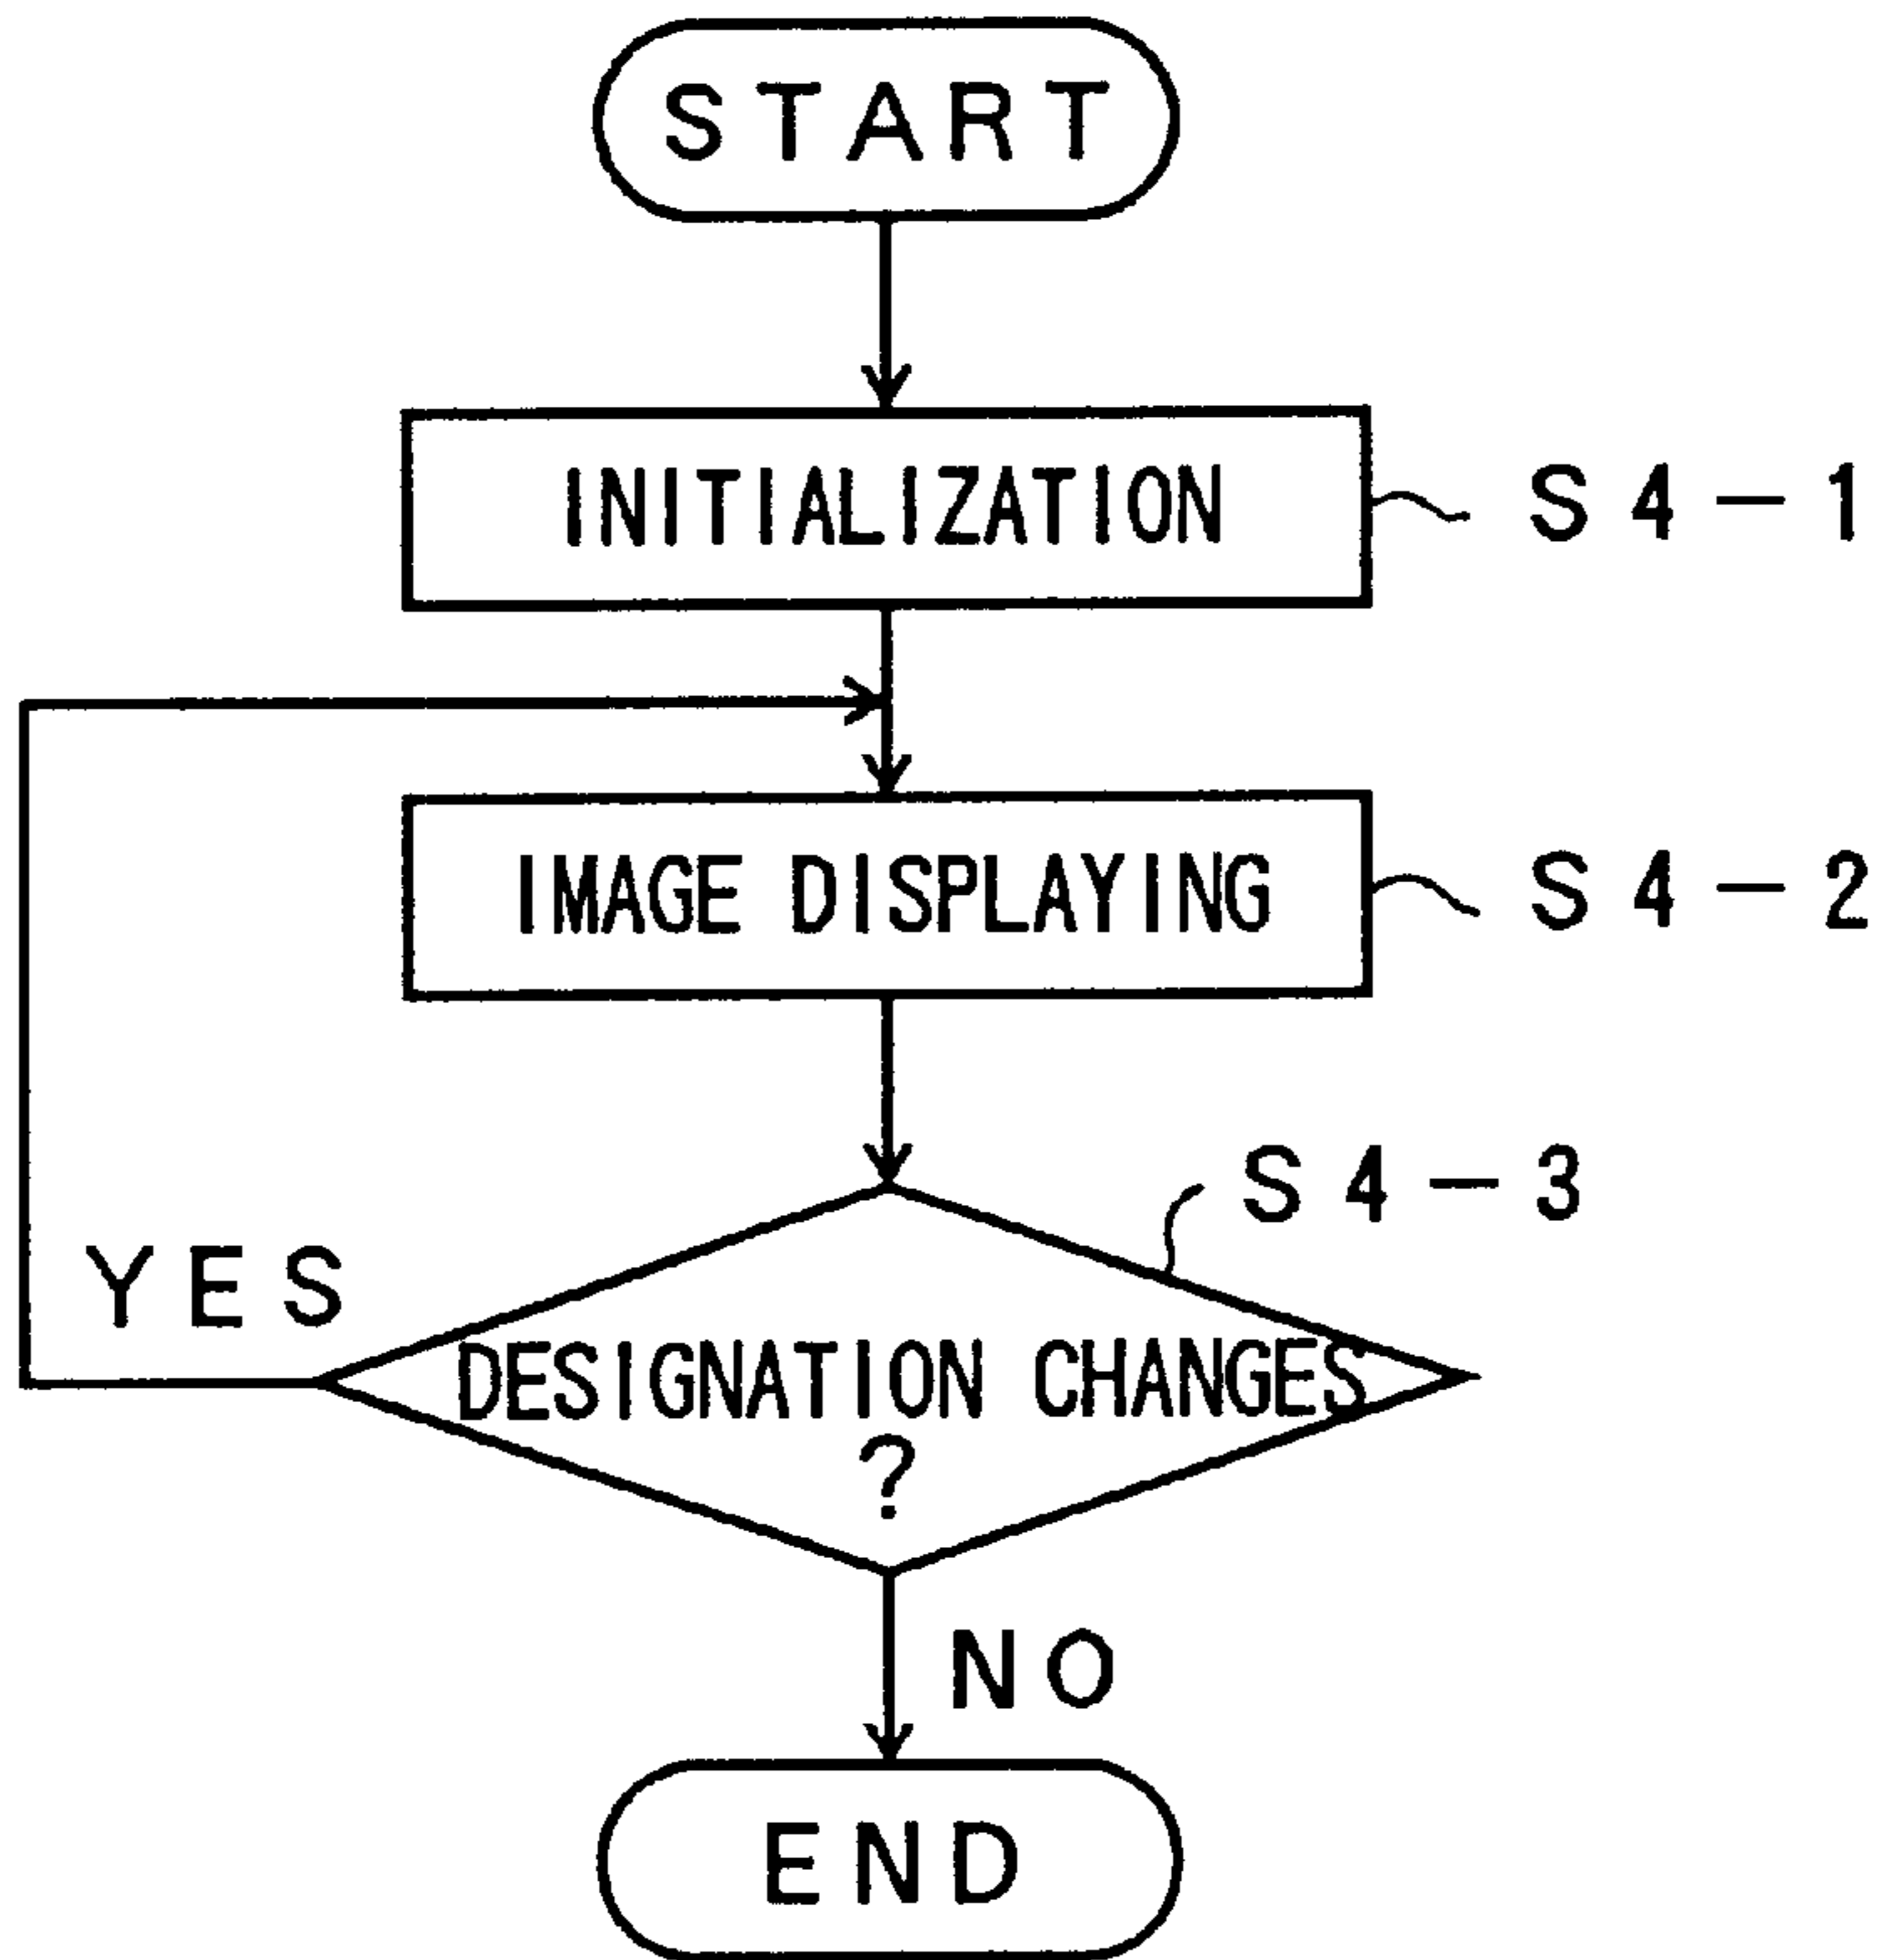 START
INITIALIZATION
S4-1
IMAGE DISPLAYING
S4-2
S4-3
YES
DESIGNATION CHANGES
?
NO
END